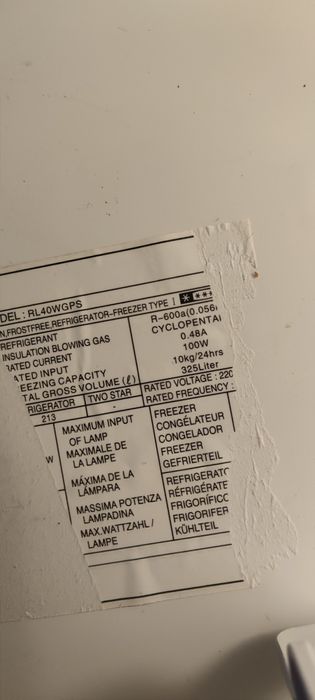 DEL : RL40WGPS
N,FROSTFREE,REFRIGERATOR-FREEZER TYPE I
REFRIGERANT R-600a(0.056
INSULATION BLOWING GAS CYCLOPENTA
RATED CURRENT 0.48A
ATED INPUT 100W
EEZING CAPACITY 10kg/24hrs
TAL GROSS VOLUME (ℓ) 325Liter
RIGERATOR TWO STAR RATED VOLTAGE : 220
213 - RATED FREQUENCY :
W
MAXIMUM INPUT
OF LAMP
MAXIMALE DE
LA LAMPE
MÁXIMA DE LA
LÁMPARA
MASSIMA POTENZA
LAMPADINA
MAX.WATTZAHL /
LAMPE
FREEZER
CONGÉLATEUR
CONGELADOR
FREEZER
GEFRIERTEIL
REFRIGERATO
RÉFRIGÉRATE
FRIGORÍFICO
FRIGORIFER
KÜHLTEIL